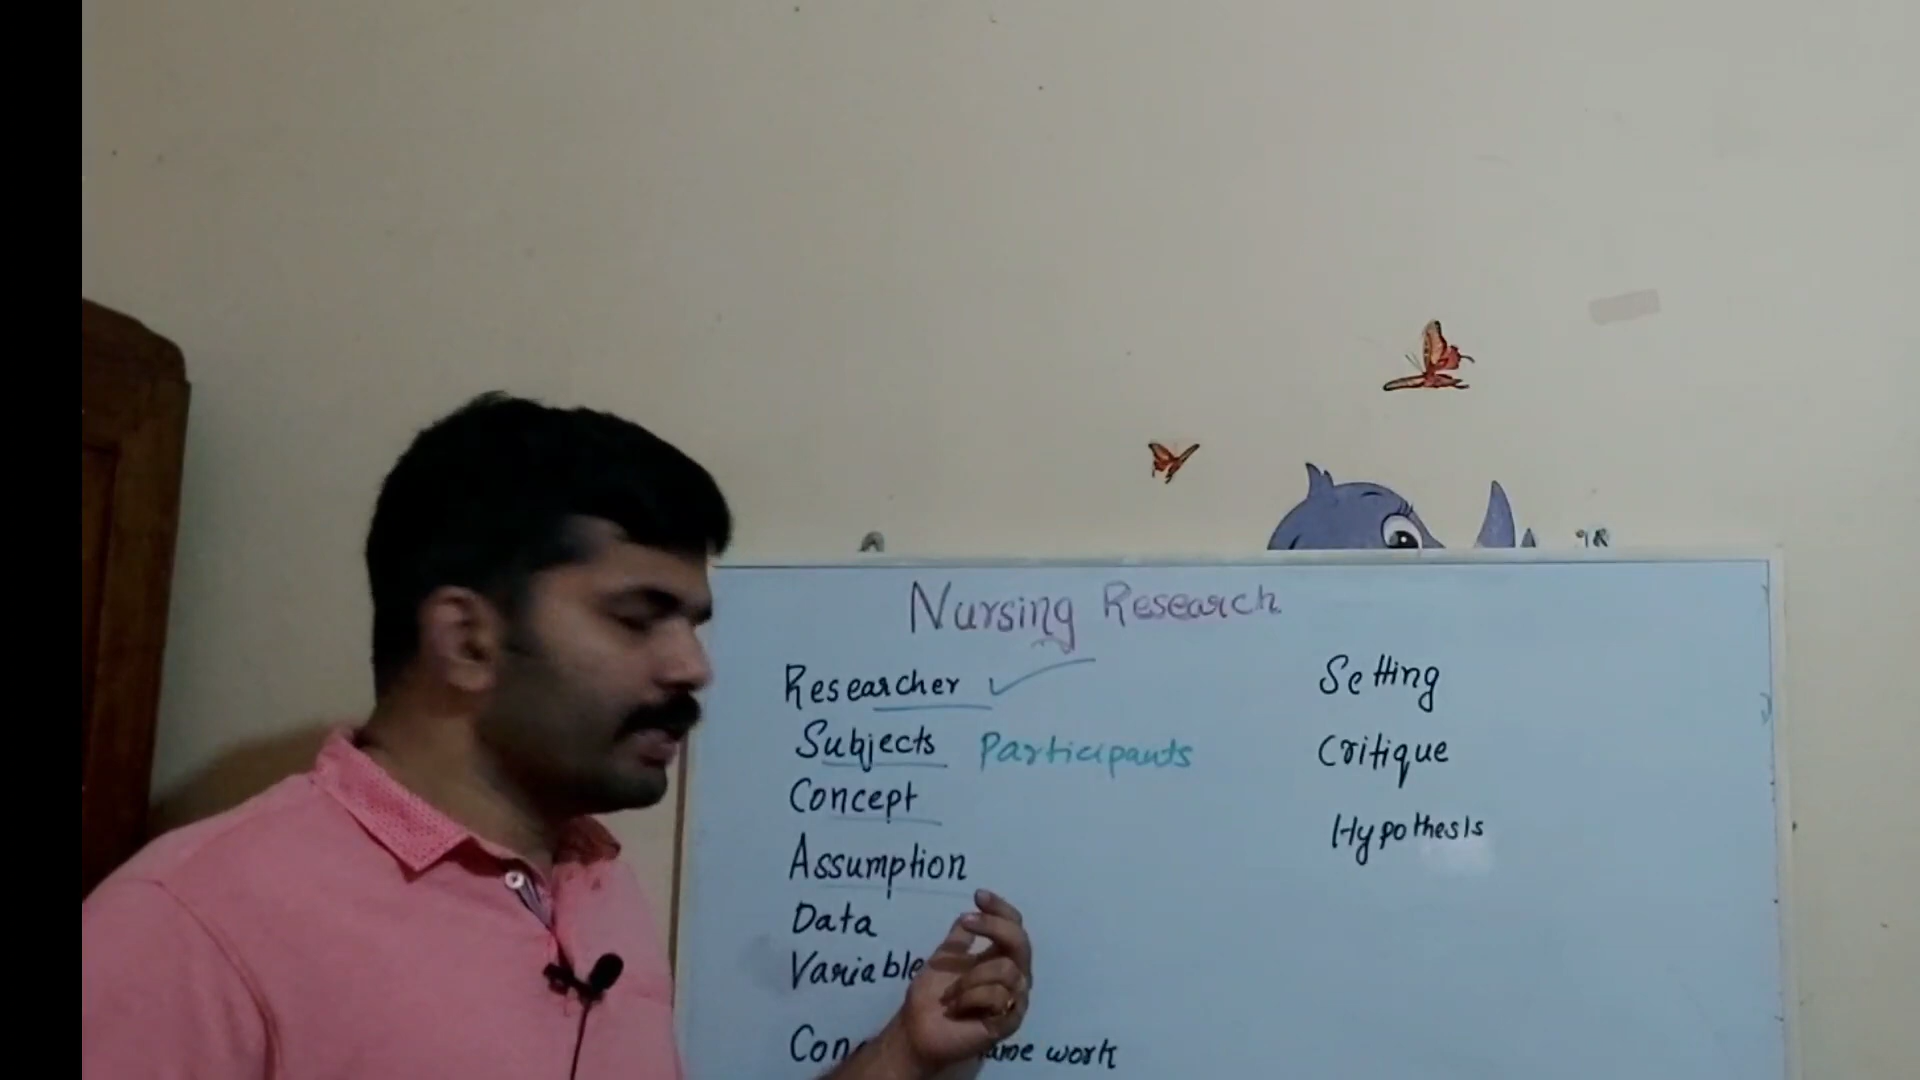 Nursing Research
Researcher
Subjects Participants
Concept
Assumption
Data
Variable
work
Setting
Critique
Hypothesis